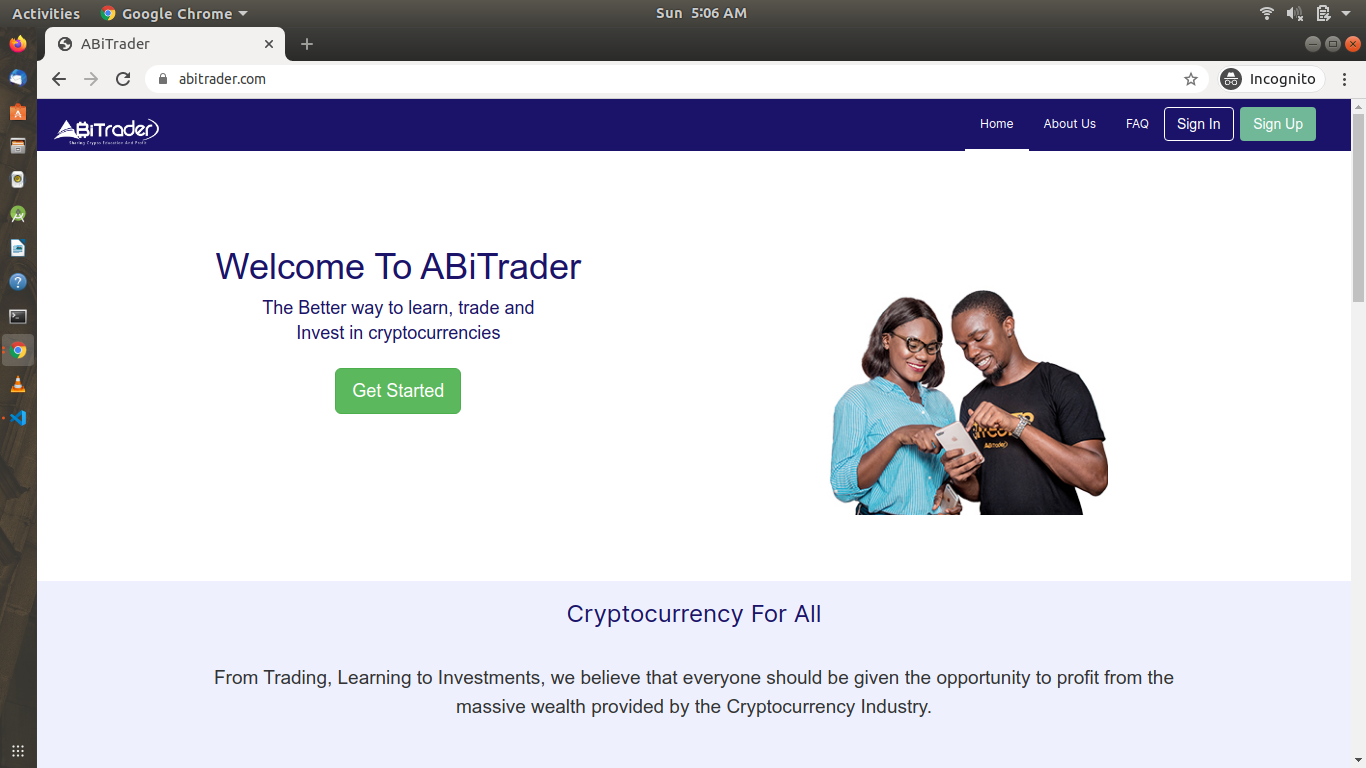 Activities
Google Chrome
Sun 5:06 AM
ABiTrader
abitrader.com
Incognito
ABiTrader
Sharing Crypto Education And Profit
Home
About Us
FAQ
Sign In
Sign Up
Welcome To ABiTrader
The Better way to learn, trade and
Invest in cryptocurrencies
Get Started
ABiTrader
Cryptocurrency For All
From Trading, Learning to Investments, we believe that everyone should be given the opportunity to profit from the
massive wealth provided by the Cryptocurrency Industry.